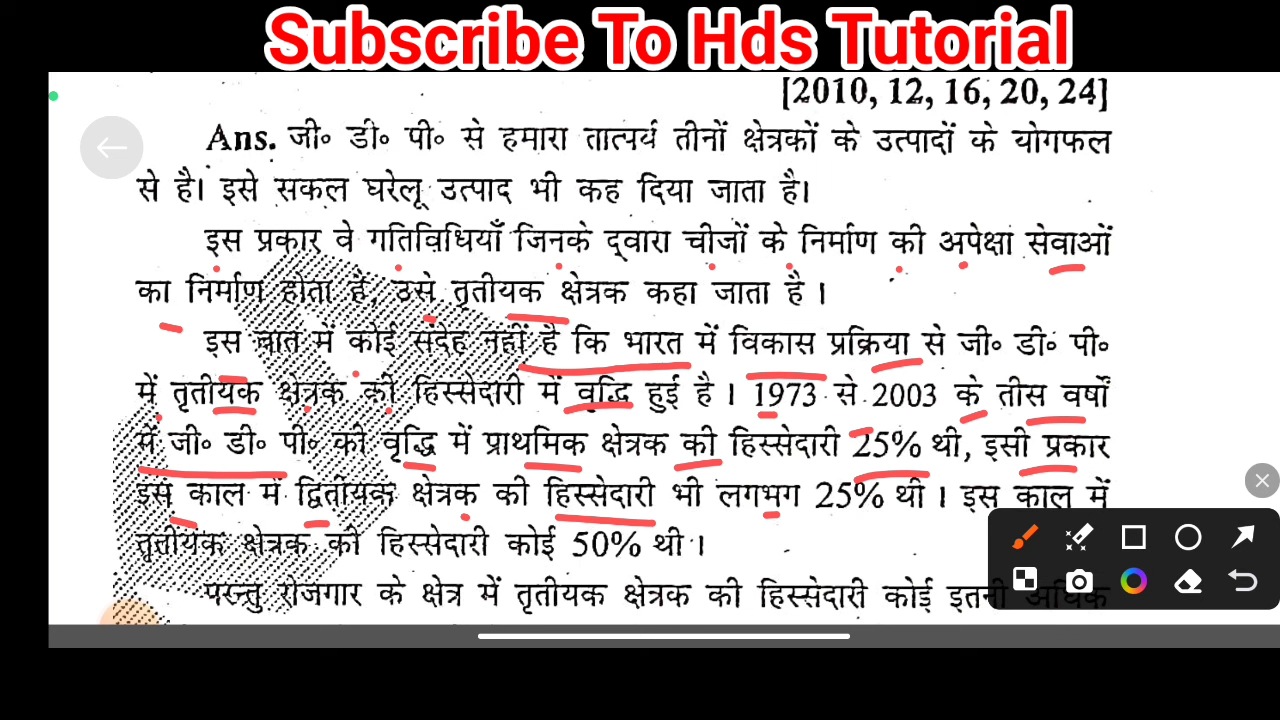 Subscribe To Hds Tutorial
[2010, 12, 16, 20, 24]
Ans. जी॰ डी॰ पी॰ से हमारा तात्पर्य तीनों क्षेत्रकों के उत्पादों के योगफल
से है। इसे सकल घरेलू उत्पाद भी कह दिया जाता है।
इस प्रकार वे गतिविधियाँ जिनके द्वारा चीजों के निर्माण की अपेक्षा सेवाओं
का निर्माण होता है, उसे तृतीयक क्षेत्रक कहा जाता है ।
इस बात में कोई संदेह नहीं है कि भारत में विकास प्रक्रिया से जी॰ डी॰ पी॰
में तृतीयक क्षेत्रक की हिस्सेदारी में वृद्धि हुई है । 1973 से 2003 के तीस वर्षों
में जी॰ डी॰ पी॰ की वृद्धि में प्राथमिक क्षेत्रक की हिस्सेदारी 25% थी, इसी प्रकार
इस काल में द्वितीयक क्षेत्रक की हिस्सेदारी भी लगभग 25% थी । इस काल में
तृतीयक क्षेत्रक की हिस्सेदारी कोई 50% थी ।
परन्तु रोजगार के क्षेत्र में तृतीयक क्षेत्रक की हिस्सेदारी कोई इतनी अधिक